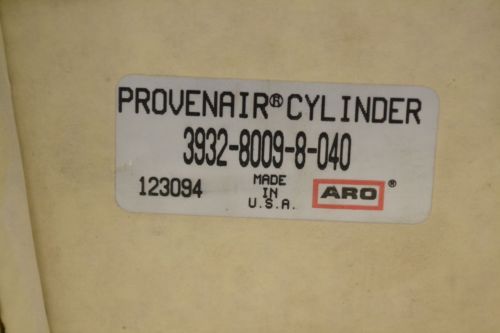 PROVENAIR® CYLINDER
3932-8009-8-040
123094 MADE IN U.S.A. ARO®